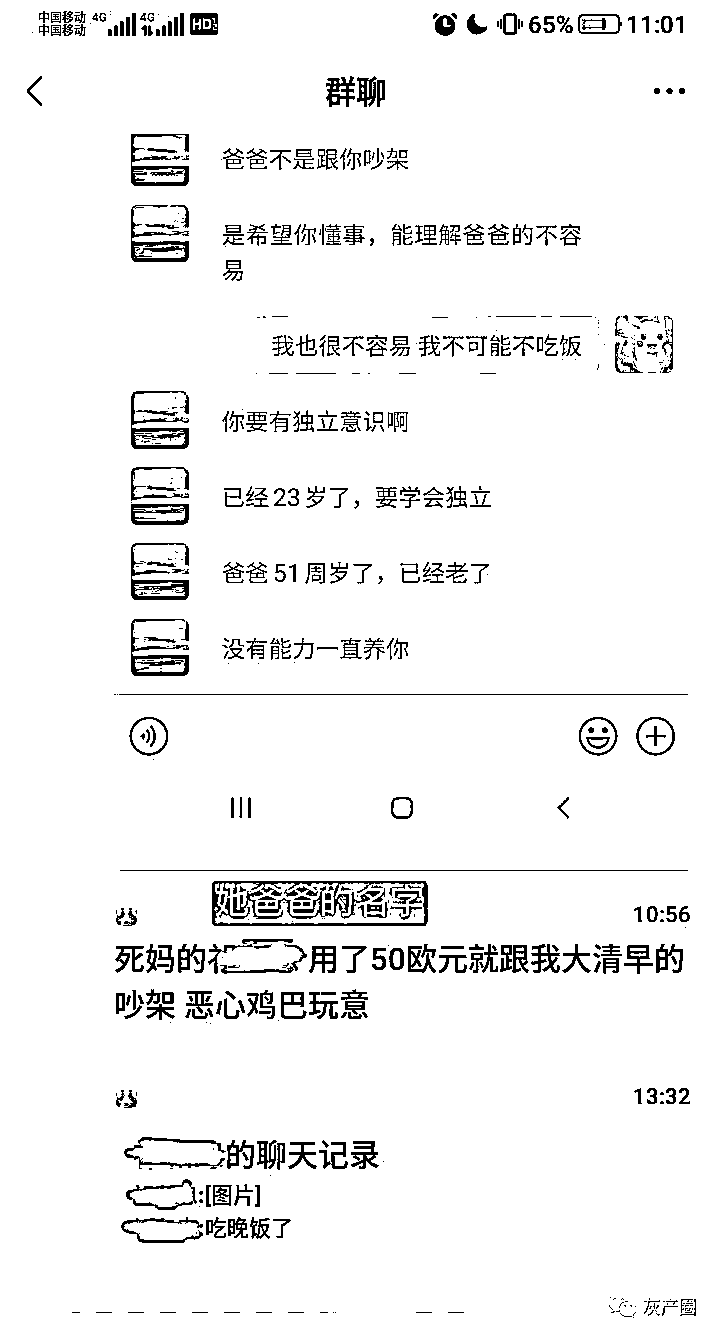 中国移动 4G 4G HD 65% 11:01
中国移动
群聊
爸爸不是跟你吵架
是希望你懂事，能理解爸爸的不容
易
我也很不容易 我不可能不吃饭
你要有独立意识啊
已经23岁了，要学会独立
爸爸51周岁了，已经老了
没有能力一直养你
她爸爸的名字
10:56
死妈的 用了50欧元就跟我大清早的
吵架 恶心鸡巴玩意
13:32
的聊天记录
:[图片]
:吃晚饭了
灰产圈